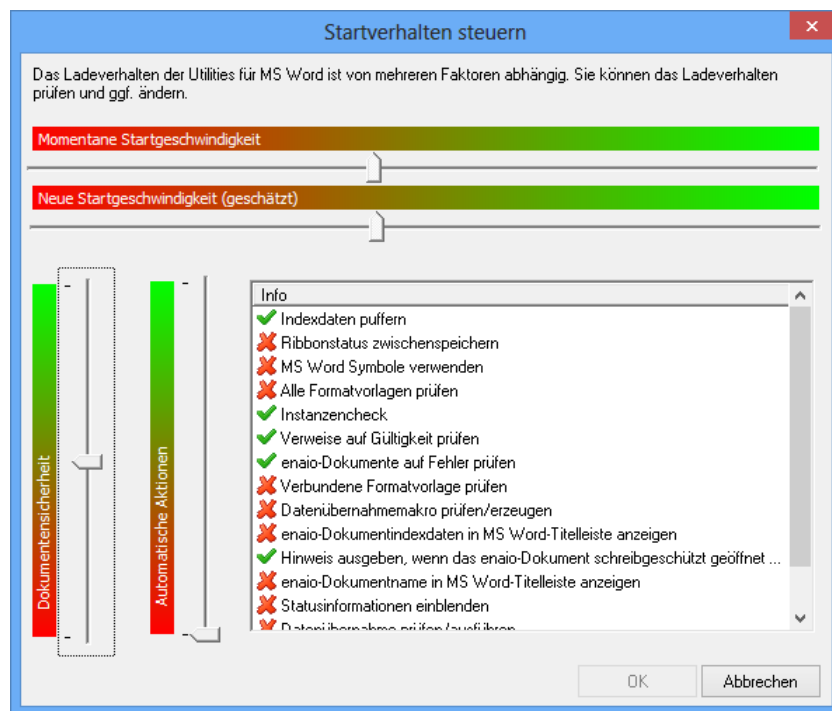 Startverhalten steuern
Das Ladeverhalten der Utilities für MS Word ist von mehreren Faktoren abhängig. Sie können das Ladeverhalten
prüfen und ggf. ändern.
Momentane Startgeschwindigkeit
Neue Startgeschwindigkeit (geschätzt)
Dokumentensicherheit
Automatische Aktionen
Info
Indexdaten puffern
Ribbonstatus zwischenspeichern
MS Word Symbole verwenden
Alle Formatvorlagen prüfen
Instanzencheck
Verweise auf Gültigkeit prüfen
enaio-Dokumente auf Fehler prüfen
Verbundene Formatvorlage prüfen
Datenübernahmemakro prüfen/erzeugen
enaio-Dokumentindexdaten in MS Word-Titelleiste anzeigen
Hinweis ausgeben, wenn das enaio-Dokument schreibgeschützt geöffnet ...
enaio-Dokumentname in MS Word-Titelleiste anzeigen
Statusinformationen einblenden
Datenübernahme prüfen/ausführen
OK
Abbrechen